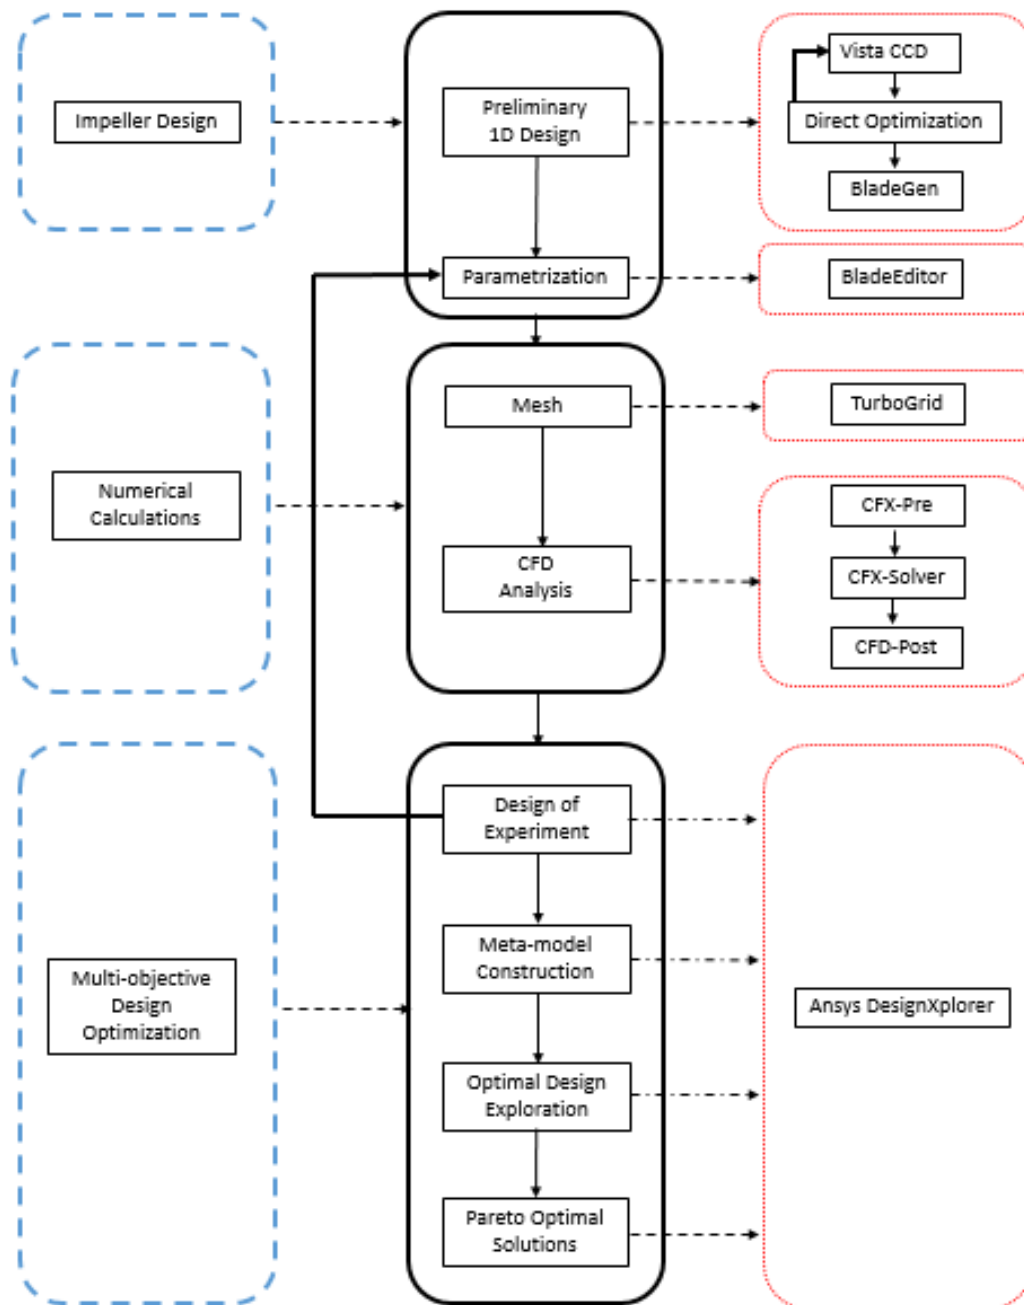 Impeller Design
Preliminary
1D Design
Vista CCD
Direct Optimization
BladeGen
Parametrization
BladeEditor
Mesh
TurboGrid
Numerical
Calculations
CFD
Analysis
CFX-Pre
CFX-Solver
CFD-Post
Design of
Experiment
Meta-model
Construction
Multi-objective
Design
Optimization
Ansys DesignXplorer
Optimal Design
Exploration
Pareto Optimal
Solutions